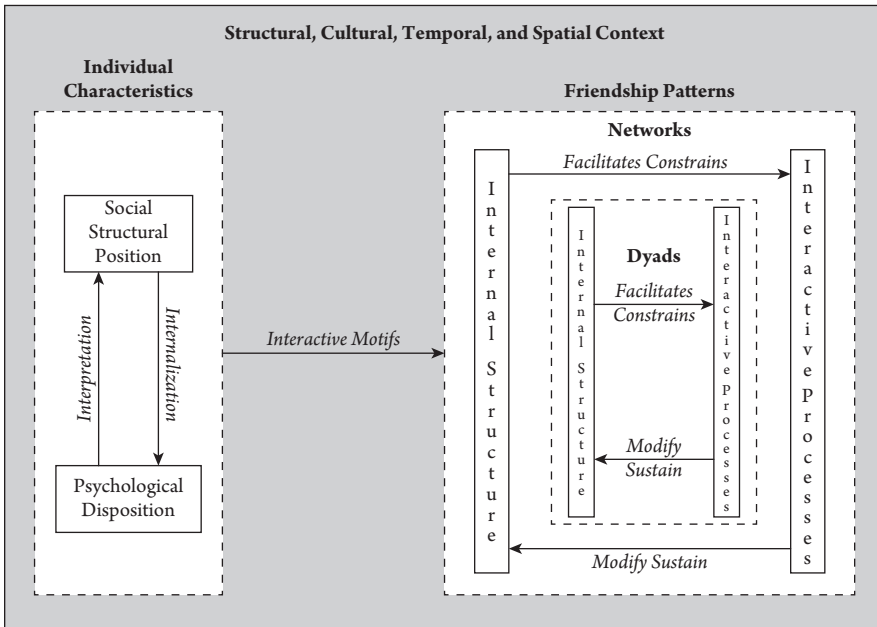 Structural, Cultural, Temporal, and Spatial Context
Individual
Characteristics
Social
Structural
Position
Interpretation
Internalization
Psychological
Disposition
Interactive Motifs
Friendship Patterns
Networks
Internal Structure
Facilitates Constrains
Dyads
Internal Structure
Facilitates
Constrains
Modify
Sustain
Interactive Processes
Modify Sustain
Interactive Processes